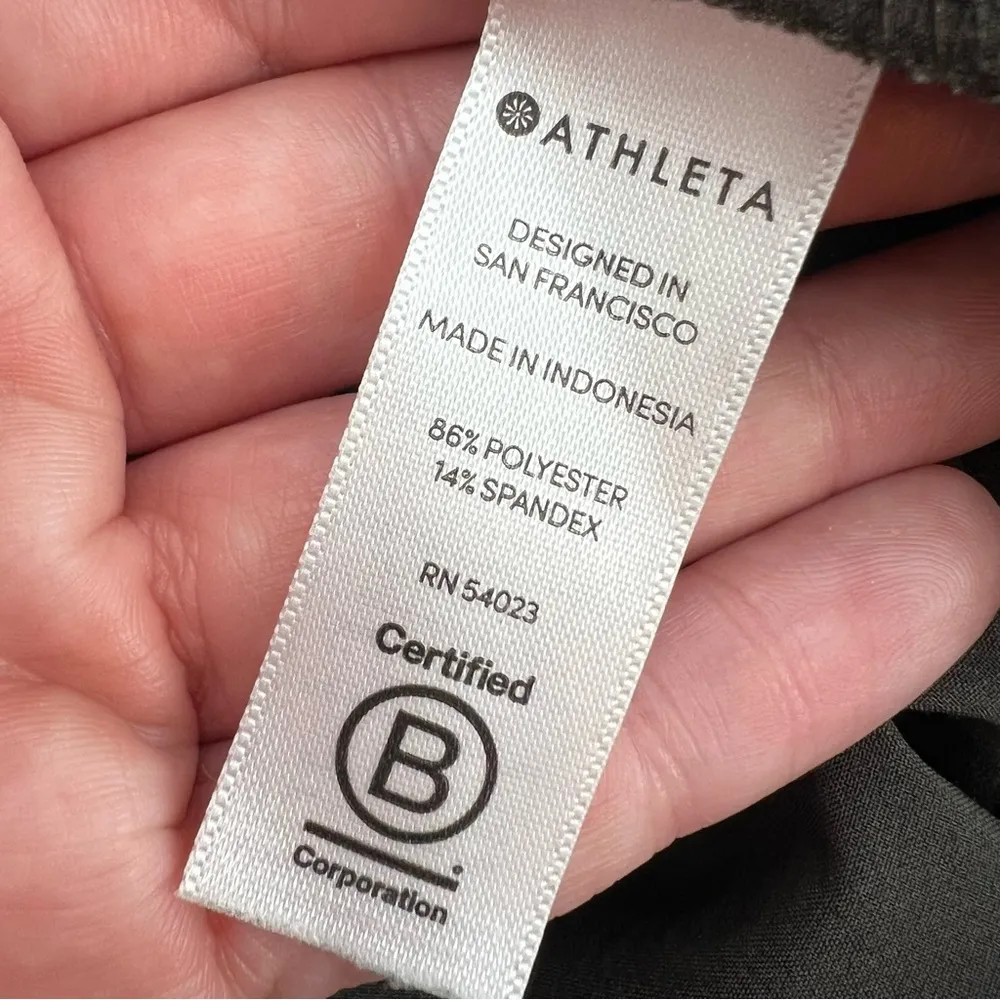 ATHLETA
DESIGNED IN
SAN FRANCISCO
MADE IN INDONESIA
86% POLYESTER
14% SPANDEX
RN 54023
Certified
B
Corporation